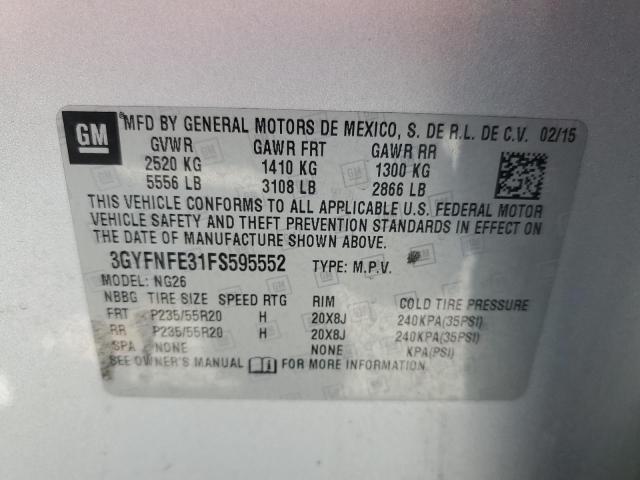 GM
MFD BY GENERAL MOTORS DE MEXICO, S. DE R.L. DE C.V. 02/15
GVWR GAWR FRT GAWR RR
2520 KG 1410 KG 1300 KG
5556 LB 3108 LB 2866 LB
THIS VEHICLE CONFORMS TO ALL APPLICABLE U.S. FEDERAL MOTOR
VEHICLE SAFETY AND THEFT PREVENTION STANDARDS IN EFFECT ON
THE DATE OF MANUFACTURE SHOWN ABOVE.
3GYFNFE31FS595552 TYPE: M.P.V.
MODEL: NG26
NBBG TIRE SIZE SPEED RTG RIM COLD TIRE PRESSURE
FRT P235/55R20 H 20X8J 240KPA(35PSI)
RR P235/55R20 H 20X8J 240KPA(35PSI)
SPA NONE NONE KPA(PSI)
SEE OWNER'S MANUAL FOR MORE INFORMATION